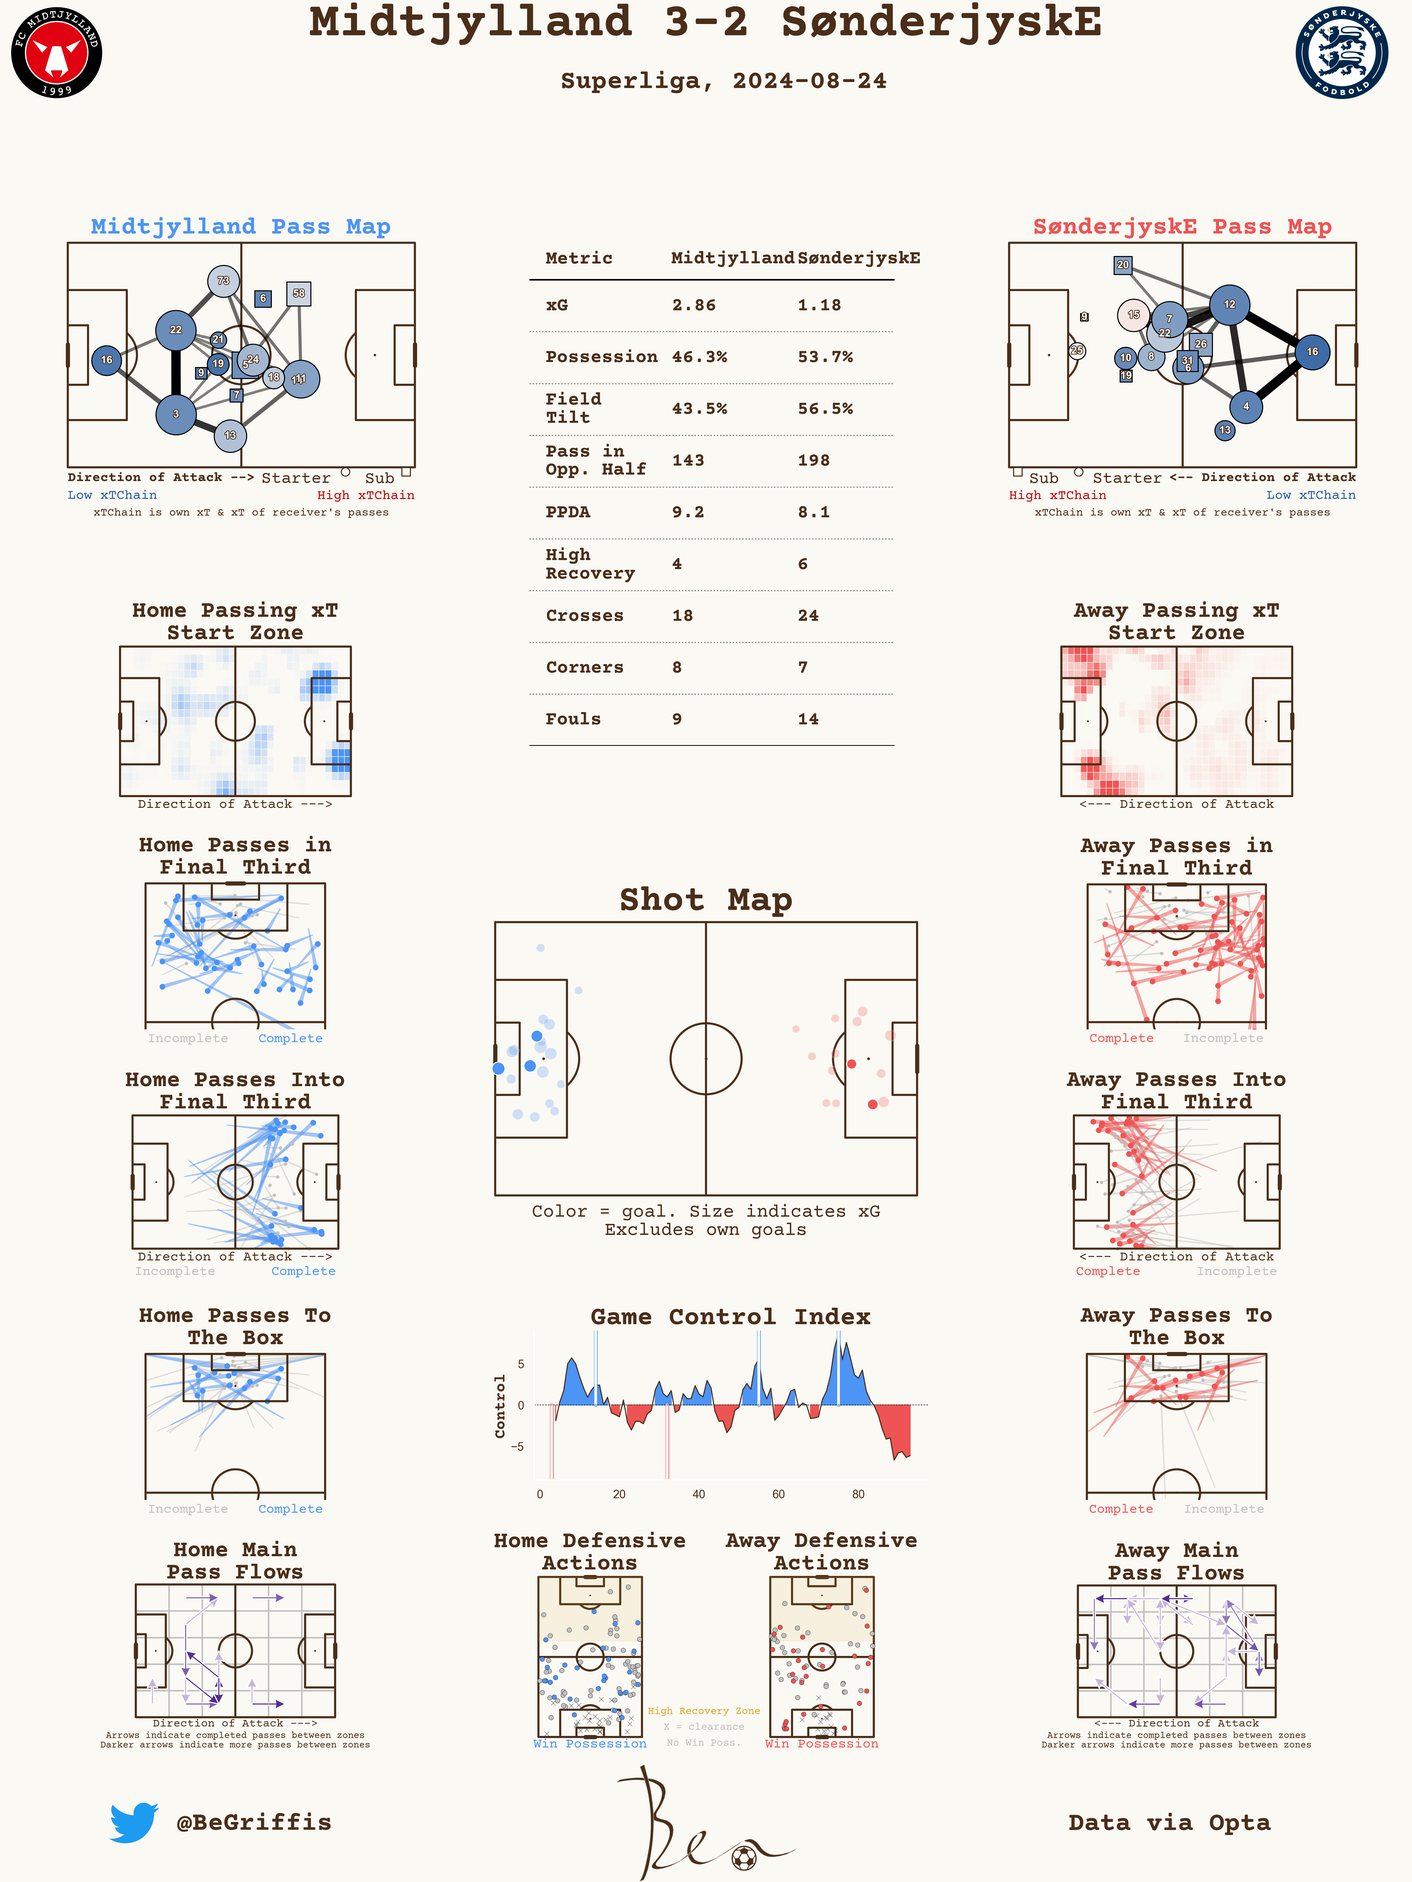 Midtjylland 3-2 SønderjyskE
Superliga, 2024-08-24
FC MIDTJYLLAND
1999
SØNDERJYSKE
FODBOLD
Midtjylland Pass Map
73
6
58
22
21
16
19
5
24
9
18
11
7
3
13
Direction of Attack --> Starter Sub
Low xTChain High xTChain
xTChain is own xT & xT of receiver's passes
Metric Midtjylland SønderjyskE
xG 2.86 1.18
Possession 46.3% 53.7%
Field
Tilt 43.5% 56.5%
Pass in
Opp. Half 143 198
PPDA 9.2 8.1
High
Recovery 4 6
Crosses 18 24
Corners 8 7
Fouls 9 14
SønderjyskE Pass Map
20
9
15
7
12
22
25
26
16
10
8
31
6
19
4
13
Sub Starter <-- Direction of Attack
High xTChain Low xTChain
xTChain is own xT & xT of receiver's passes
Home Passing xT
Start Zone
Direction of Attack --->
Away Passing xT
Start Zone
<--- Direction of Attack
Home Passes in
Final Third
Incomplete Complete
Away Passes in
Final Third
Complete Incomplete
Shot Map
Color = goal. Size indicates xG
Excludes own goals
Home Passes Into
Final Third
Direction of Attack --->
Incomplete Complete
Away Passes Into
Final Third
<--- Direction of Attack
Complete Incomplete
Home Passes To
The Box
Incomplete Complete
Game Control Index
Control
5
0
−5
0 20 40 60 80
Away Passes To
The Box
Complete Incomplete
Home Main
Pass Flows
Direction of Attack --->
Arrows indicate completed passes between zones
Darker arrows indicate more passes between zones
Home Defensive
Actions
Win Possession
High Recovery Zone
X = clearance
No Win Poss.
Away Defensive
Actions
Win Possession
Away Main
Pass Flows
<--- Direction of Attack
Arrows indicate completed passes between zones
Darker arrows indicate more passes between zones
@BeGriffis
Ben
Data via Opta